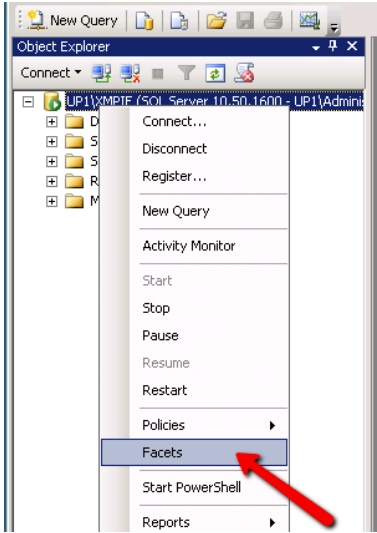 New Query
Object Explorer
Connect
UP1\XMPIE (SQL Server 10.50.1600 - UP1\Adminis
D
S
S
R
M
Connect...
Disconnect
Register...
New Query
Activity Monitor
Start
Stop
Pause
Resume
Restart
Policies
Facets
Start PowerShell
Reports